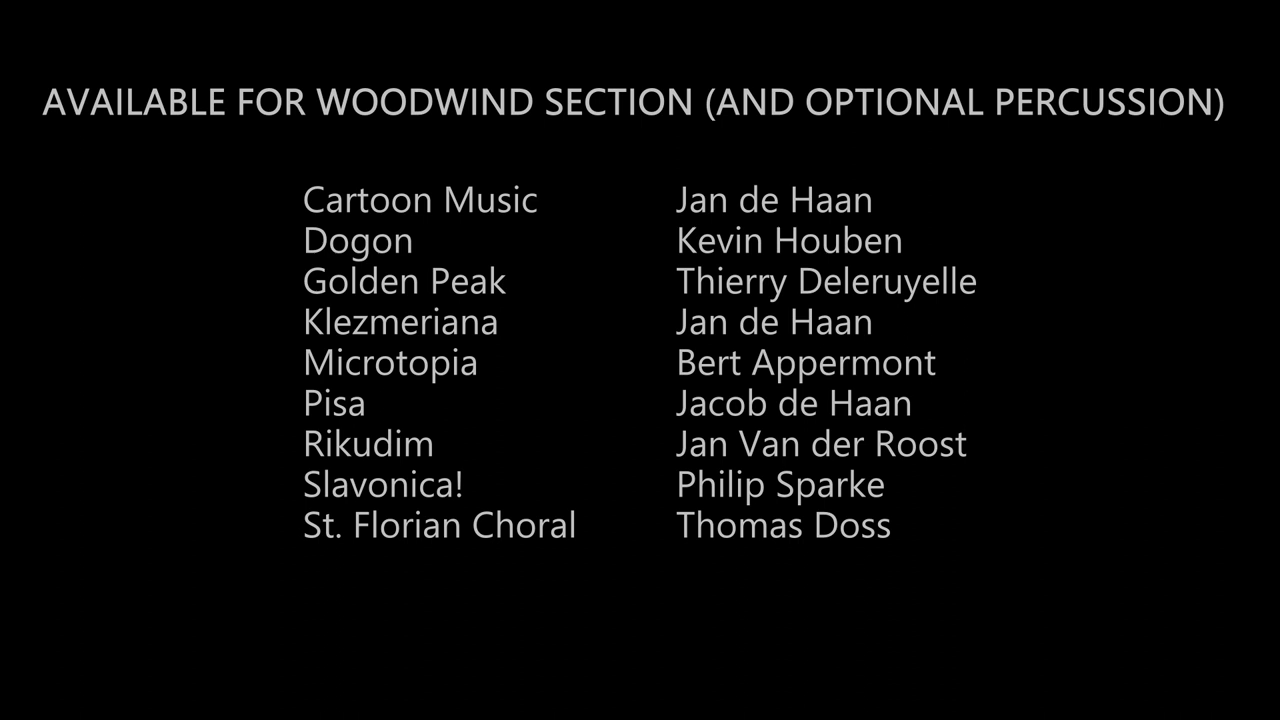 AVAILABLE FOR WOODWIND SECTION (AND OPTIONAL PERCUSSION)
Cartoon Music Jan de Haan
Dogon Kevin Houben
Golden Peak Thierry Deleruyelle
Klezmeriana Jan de Haan
Microtopia Bert Appermont
Pisa Jacob de Haan
Rikudim Jan Van der Roost
Slavonica! Philip Sparke
St. Florian Choral Thomas Doss